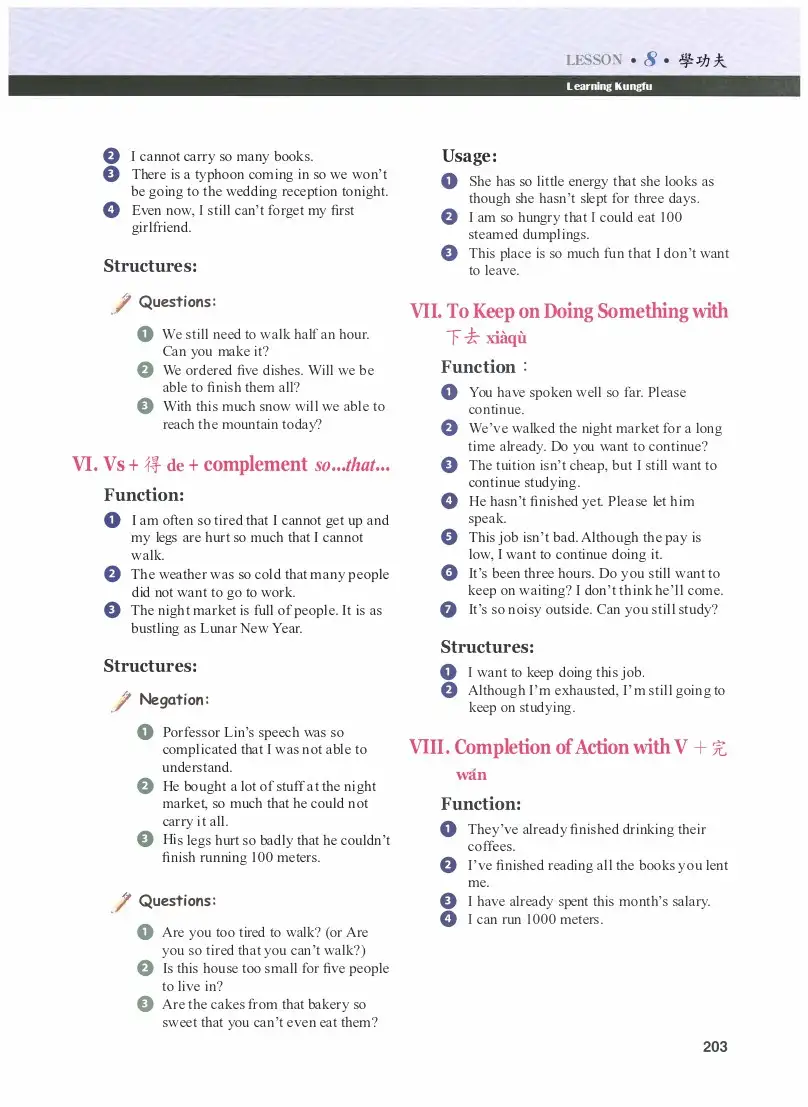 LESSON • 8 • 學功夫
Learning Kungfu
2 I cannot carry so many books.
3 There is a typhoon coming in so we won't
be going to the wedding reception tonight.
4 Even now, I still can't forget my first
girlfriend.
Structures:
Questions:
1 We still need to walk half an hour.
Can you make it?
2 We ordered five dishes. Will we be
able to finish them all?
3 With this much snow will we able to
reach the mountain today?
VI. Vs + 得 de + complement so...that...
Function:
1 I am often so tired that I cannot get up and
my legs are hurt so much that I cannot
walk.
2 The weather was so cold that many people
did not want to go to work.
3 The night market is full of people. It is as
bustling as Lunar New Year.
Structures:
Negation:
1 Porfessor Lin's speech was so
complicated that I was not able to
understand.
2 He bought a lot of stuff at the night
market, so much that he could not
carry it all.
3 His legs hurt so badly that he couldn't
finish running 100 meters.
Questions:
1 Are you too tired to walk? (or Are
you so tired that you can't walk?)
2 Is this house too small for five people
to live in?
3 Are the cakes from that bakery so
sweet that you can't even eat them?
Usage:
1 She has so little energy that she looks as
though she hasn't slept for three days.
2 I am so hungry that I could eat 100
steamed dumplings.
3 This place is so much fun that I don't want
to leave.
VII. To Keep on Doing Something with
下去 xiàqù
Function：
1 You have spoken well so far. Please
continue.
2 We've walked the night market for a long
time already. Do you want to continue?
3 The tuition isn't cheap, but I still want to
continue studying.
4 He hasn't finished yet. Please let him
speak.
5 This job isn't bad. Although the pay is
low, I want to continue doing it.
6 It's been three hours. Do you still want to
keep on waiting? I don't think he'll come.
7 It's so noisy outside. Can you still study?
Structures:
1 I want to keep doing this job.
2 Although I'm exhausted, I'm still going to
keep on studying.
VIII. Completion of Action with V ＋完
wán
Function:
1 They've already finished drinking their
coffees.
2 I've finished reading all the books you lent
me.
3 I have already spent this month's salary.
4 I can run 1000 meters.
203